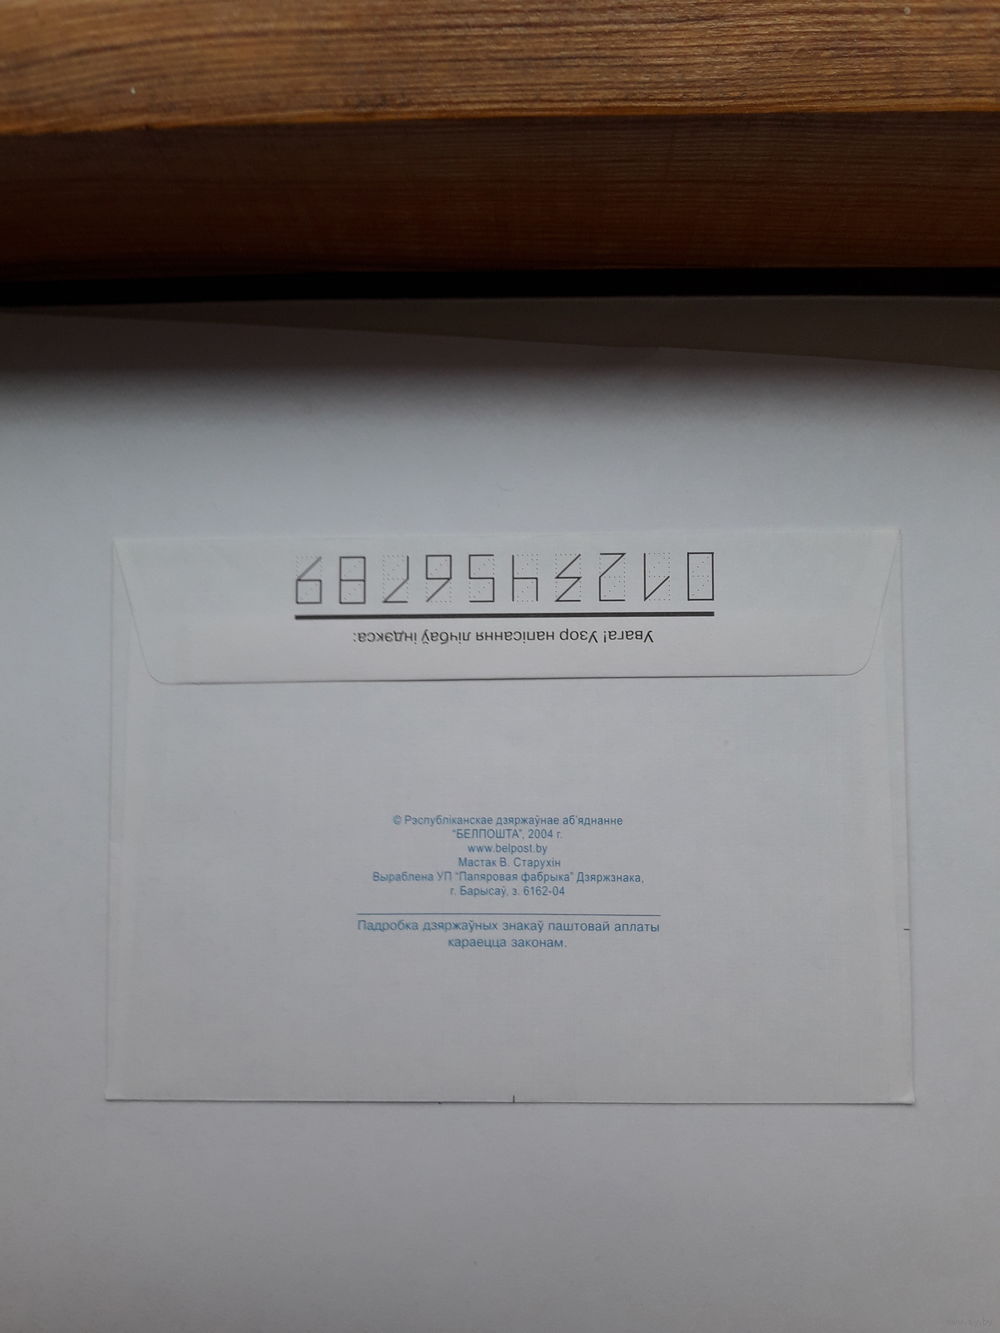 0123456789
Увага! Узор напісання лічбаў індэкса:
© Рэспубліканскае дзяржаўнае аб'яднанне
"БЕЛПОШТА", 2004 г.
www.belpost.by
Мастак В. Старухін
Выраблена УП "Папяровая фабрыка" Дзяржзнака,
г. Барысаў, з. 6162-04
Падробка дзяржаўных знакаў паштовай аплаты
караецца законам.